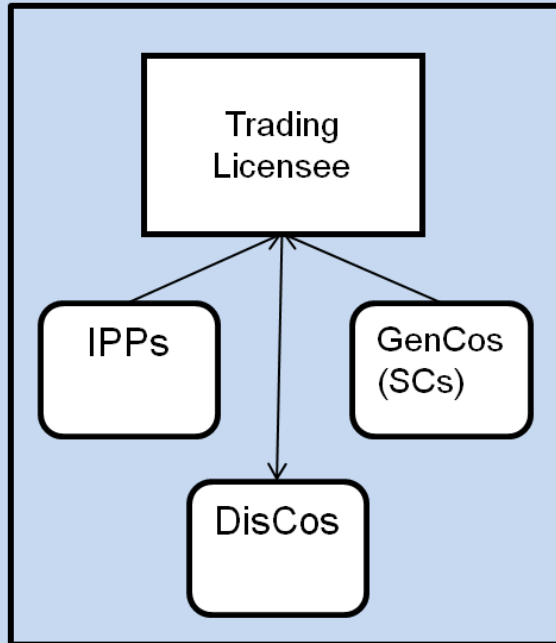 Trading
Licensee
IPPs
GenCos
(SCs)
DisCos